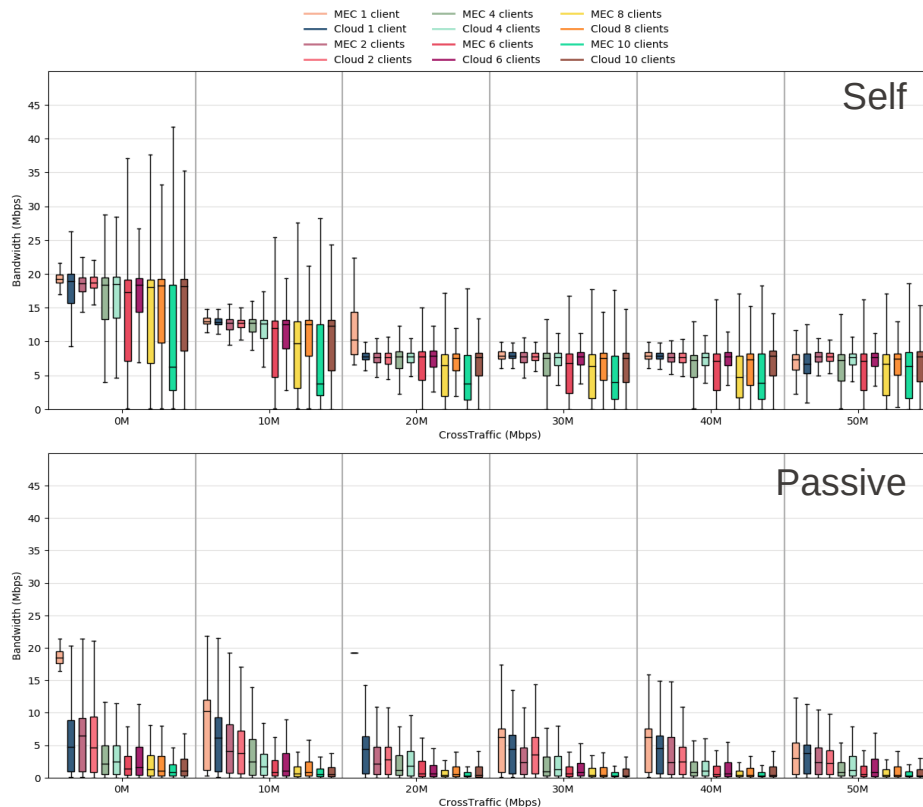 MEC 1 client
Cloud 1 client
MEC 2 clients
Cloud 2 clients
MEC 4 clients
Cloud 4 clients
MEC 6 clients
Cloud 6 clients
MEC 8 clients
Cloud 8 clients
MEC 10 clients
Cloud 10 clients
Self
Bandwidth (Mbps)
45
40
35
30
25
20
15
10
5
0
0M 10M 20M 30M 40M 50M
CrossTraffic (Mbps)
Passive
Bandwidth (Mbps)
45
40
35
30
25
20
15
10
5
0
0M 10M 20M 30M 40M 50M
CrossTraffic (Mbps)